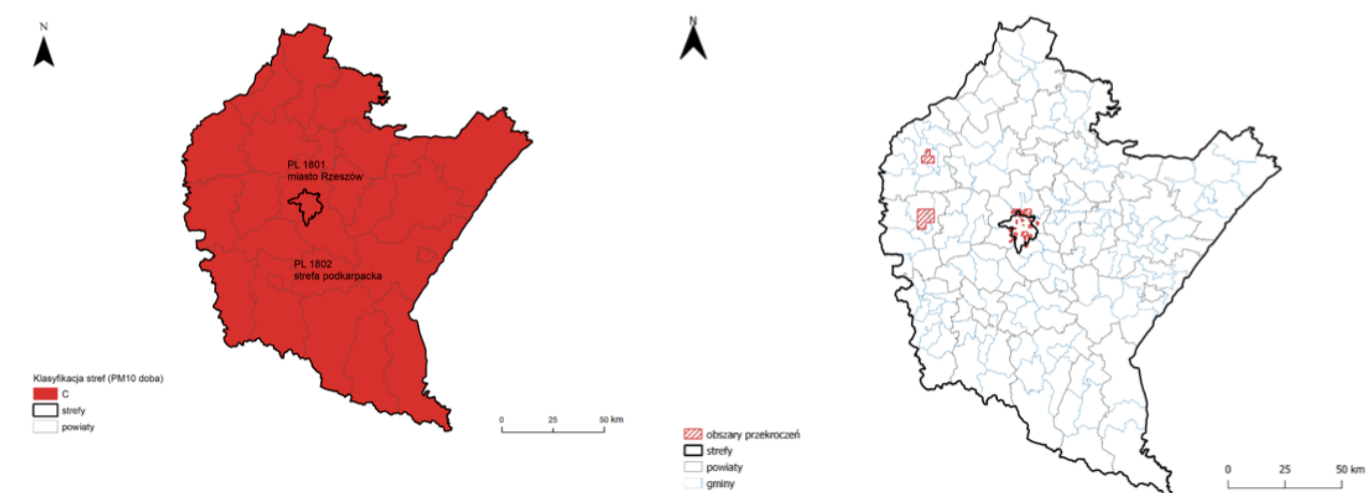 N
PL 1801
miasto Rzeszów
PL 1802
strefa podkarpacka
Klasyfikacja stref (PM10 doba)
C
strefy
powiaty
0 25 50 km
N
obszary przekroczeń
strefy
powiaty
gminy
0 25 50 km